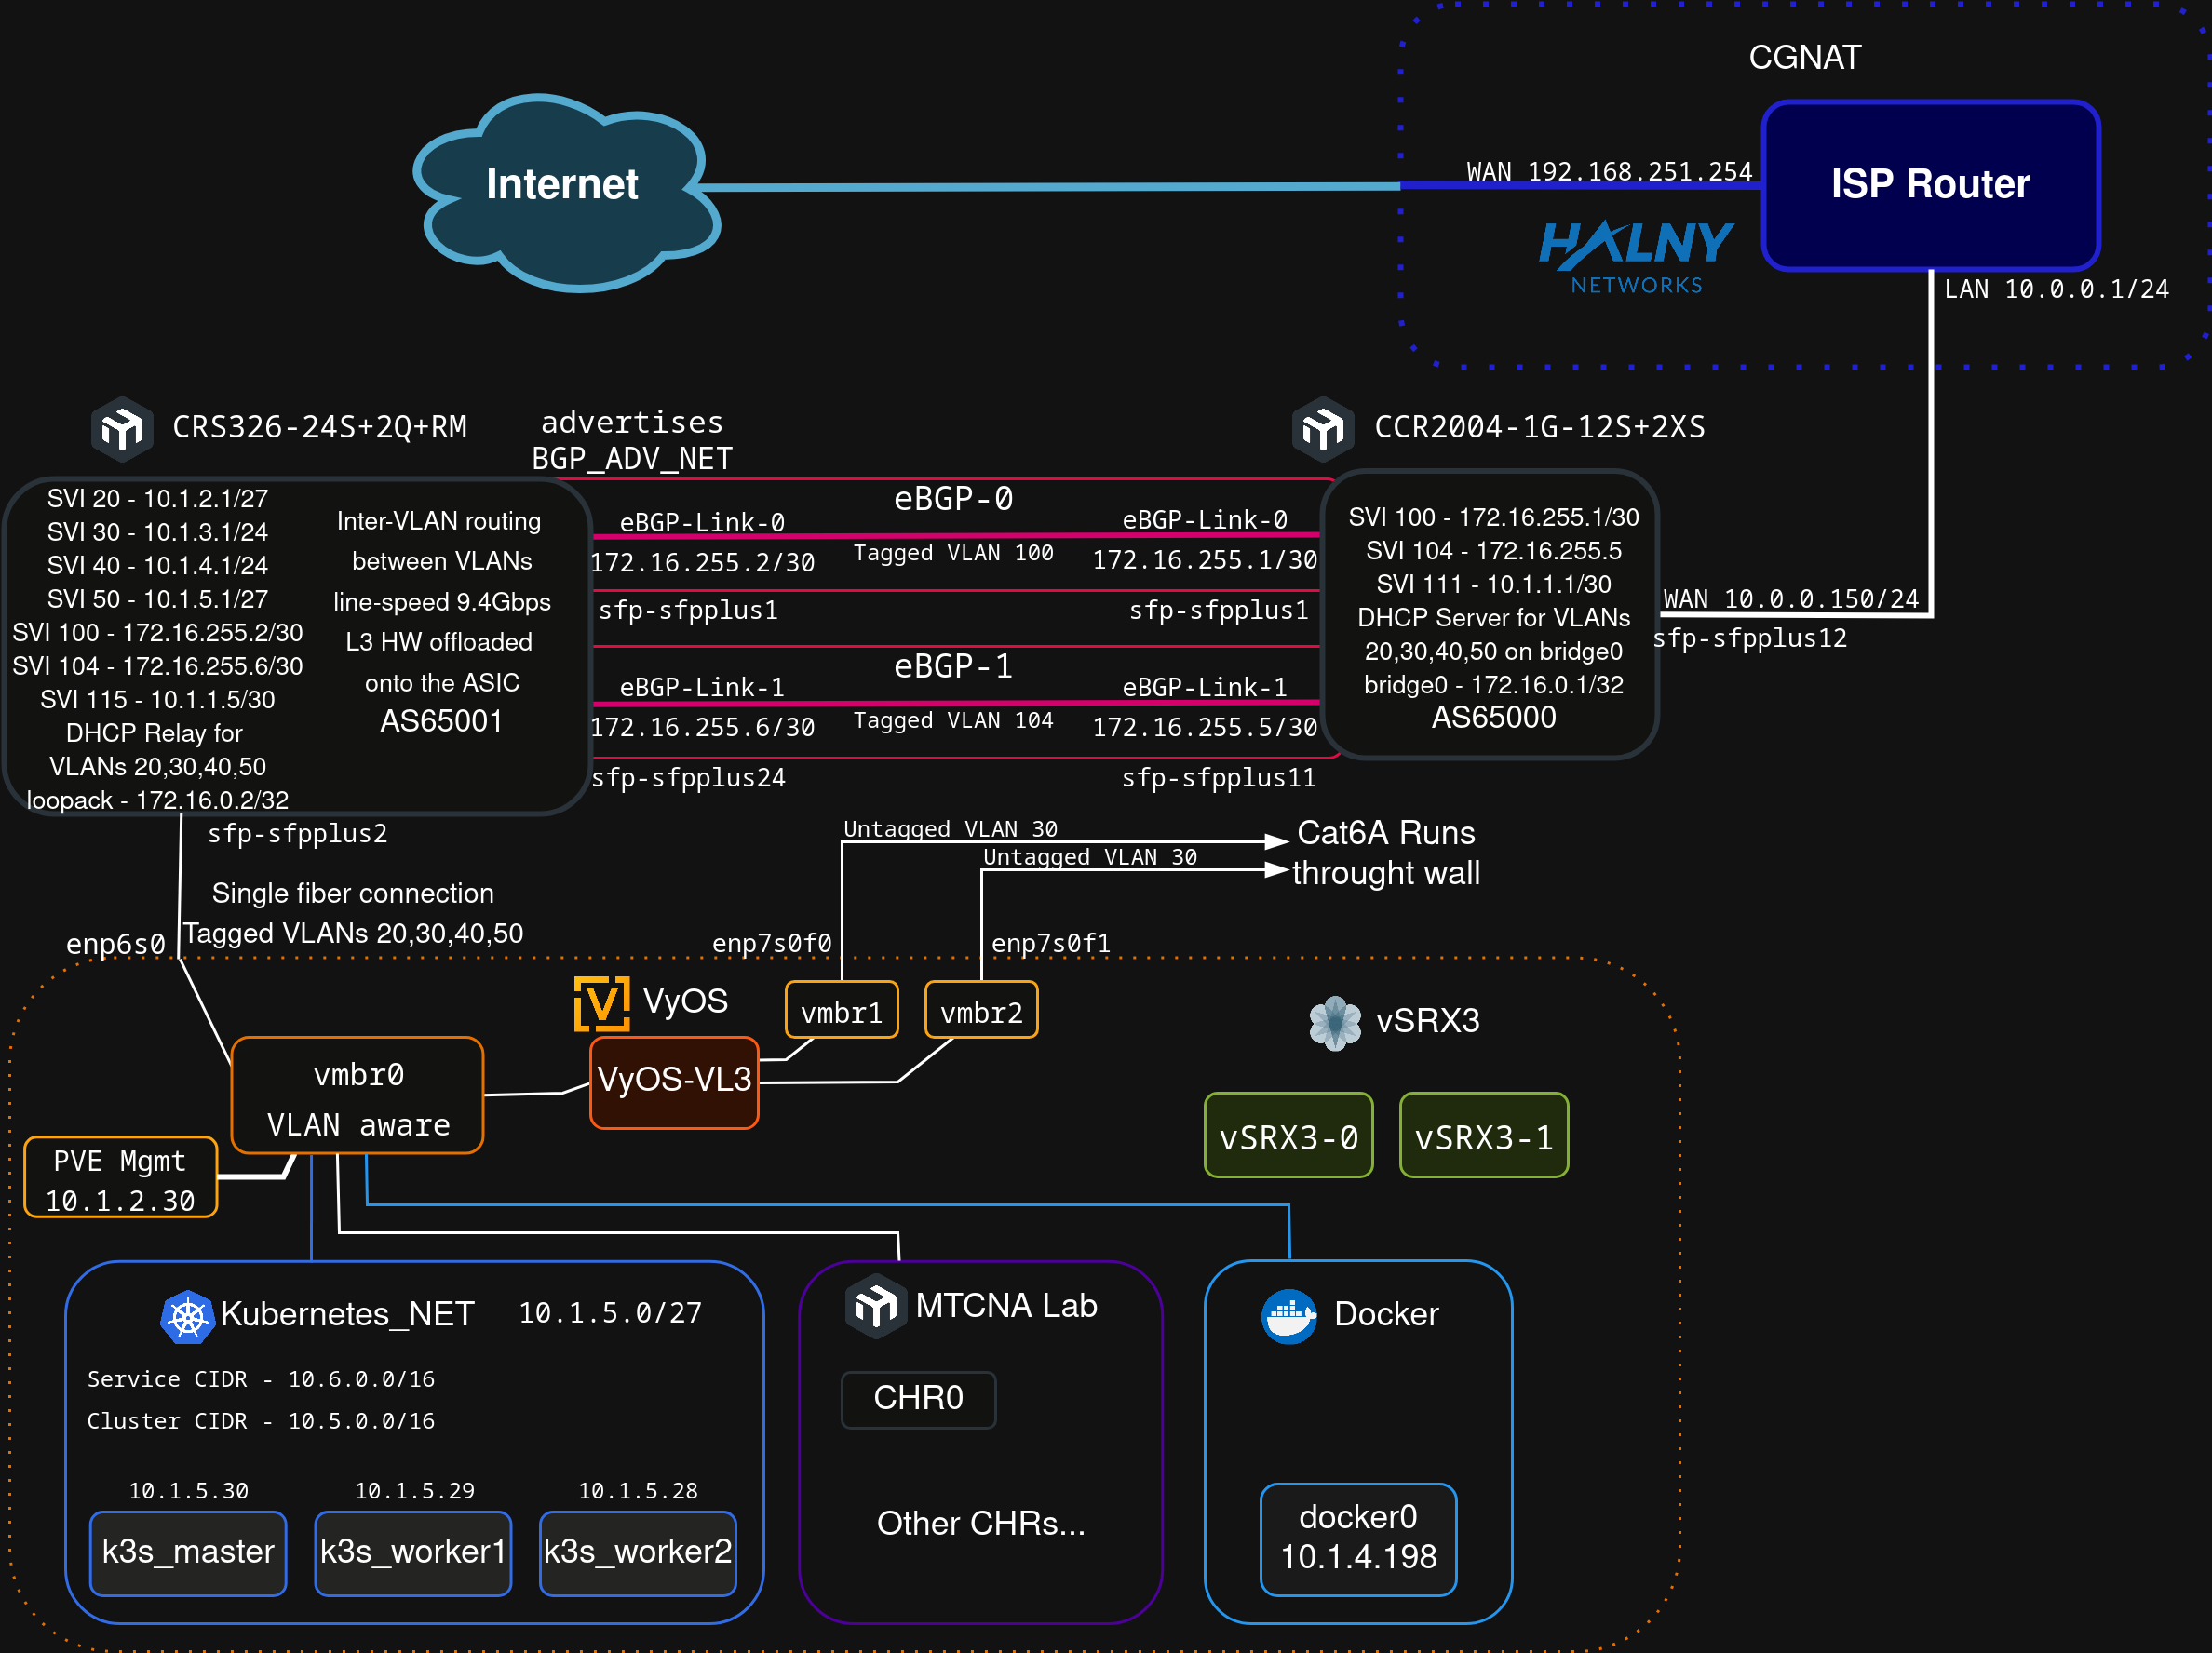 CGNAT
Internet
WAN 192.168.251.254
ISP Router
HALNY
NETWORKS
LAN 10.0.0.1/24
CRS326-24S+2Q+RM
advertises
BGP_ADV_NET
CCR2004-1G-12S+2XS
SVI 20 - 10.1.2.1/27
SVI 30 - 10.1.3.1/24
SVI 40 - 10.1.4.1/24
SVI 50 - 10.1.5.1/27
SVI 100 - 172.16.255.2/30
SVI 104 - 172.16.255.6/30
SVI 115 - 10.1.1.5/30
DHCP Relay for
VLANs 20,30,40,50
loopack - 172.16.0.2/32
Inter-VLAN routing
between VLANs
line-speed 9.4Gbps
L3 HW offloaded
onto the ASIC
AS65001
eBGP-0
eBGP-Link-0
eBGP-Link-0
172.16.255.2/30
Tagged VLAN 100
172.16.255.1/30
sfp-sfpplus1
sfp-sfpplus1
eBGP-1
eBGP-Link-1
eBGP-Link-1
172.16.255.6/30
Tagged VLAN 104
172.16.255.5/30
sfp-sfpplus24
sfp-sfpplus11
SVI 100 - 172.16.255.1/30
SVI 104 - 172.16.255.5
SVI 111 - 10.1.1.1/30
DHCP Server for VLANs
20,30,40,50 on bridge0
bridge0 - 172.16.0.1/32
AS65000
WAN 10.0.0.150/24
sfp-sfpplus12
sfp-sfpplus2
Single fiber connection
Tagged VLANs 20,30,40,50
enp6s0
Untagged VLAN 30
Untagged VLAN 30
Cat6A Runs
throught wall
enp7s0f0
enp7s0f1
VyOS
vmbr1
vmbr2
vSRX3
vmbr0
VLAN aware
VyOS-VL3
PVE Mgmt
10.1.2.30
vSRX3-0
vSRX3-1
Kubernetes_NET
10.1.5.0/27
Service CIDR - 10.6.0.0/16
Cluster CIDR - 10.5.0.0/16
10.1.5.30
10.1.5.29
10.1.5.28
k3s_master
k3s_worker1
k3s_worker2
MTCNA Lab
CHR0
Other CHRs...
Docker
docker0
10.1.4.198